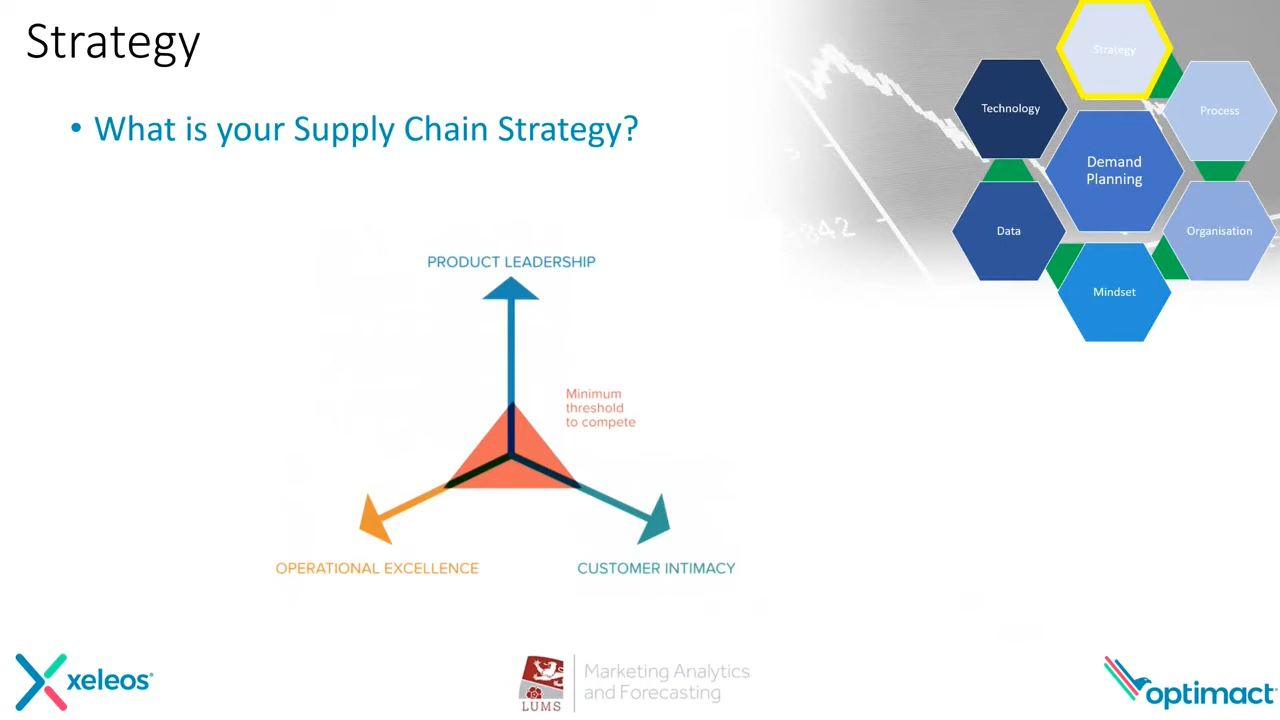 Strategy
• What is your Supply Chain Strategy?
Strategy
Technology
Process
Demand
Planning
Data
Organisation
Mindset
PRODUCT LEADERSHIP
Minimum
threshold
to compete
OPERATIONAL EXCELLENCE
CUSTOMER INTIMACY
xeleos
LUMS
Marketing Analytics
and Forecasting
optimact